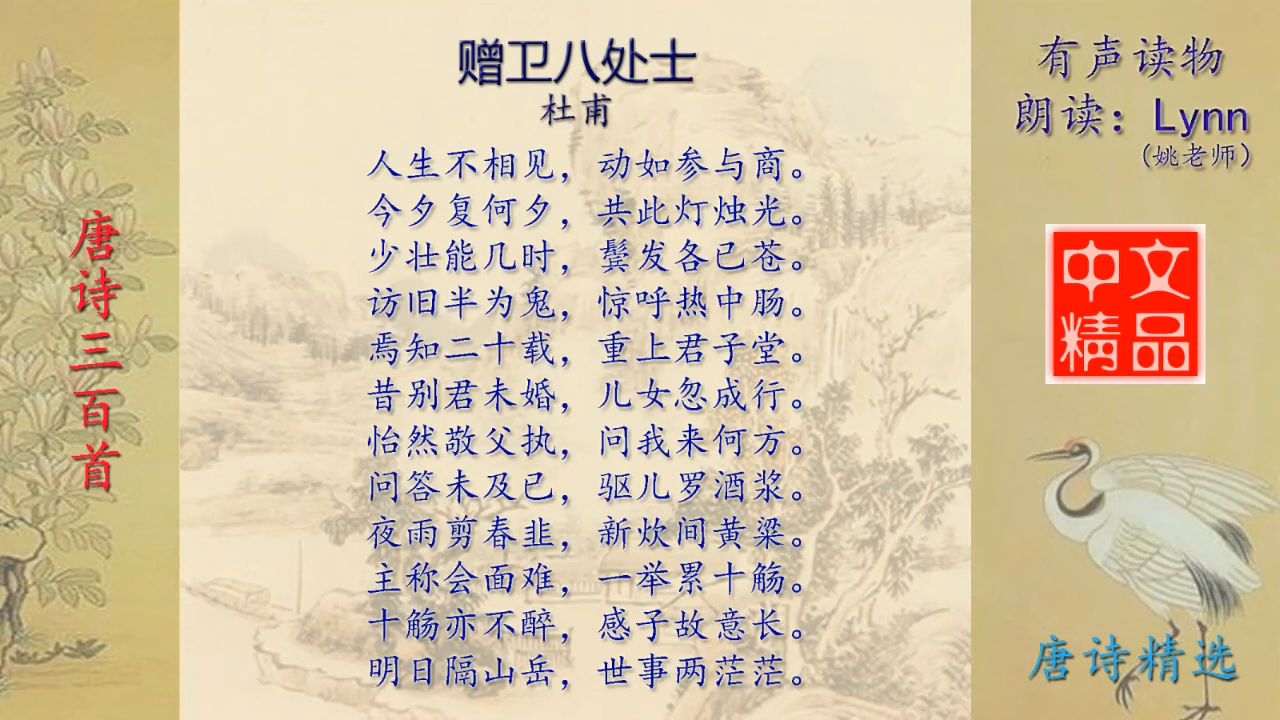 赠卫八处士
杜甫
人生不相见，动如参与商。
今夕复何夕，共此灯烛光。
少壮能几时，鬓发各已苍。
访旧半为鬼，惊呼热中肠。
焉知二十载，重上君子堂。
昔别君未婚，儿女忽成行。
怡然敬父执，问我来何方。
问答未及已，驱儿罗酒浆。
夜雨剪春韭，新炊间黄粱。
主称会面难，一举累十觞。
十觞亦不醉，感子故意长。
明日隔山岳，世事两茫茫。
唐诗三百首
有声读物
朗读：Lynn
（姚老师）
中文
精品
唐诗精选